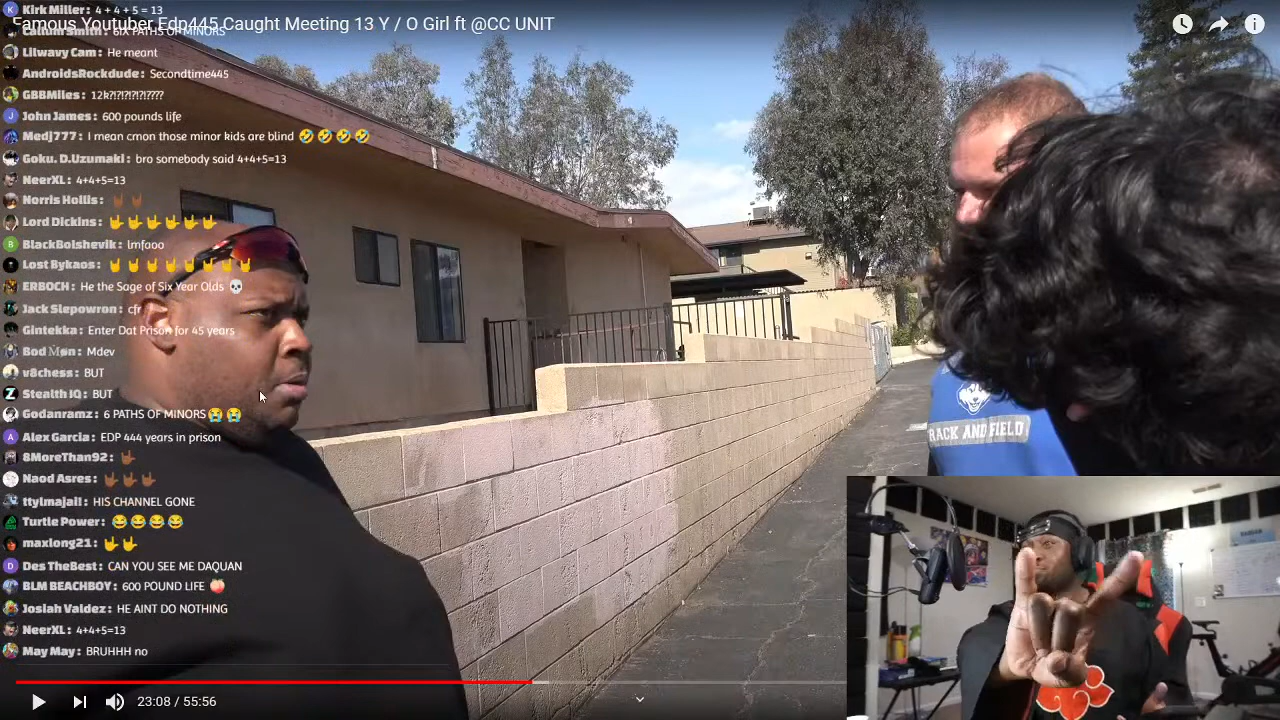 Famous Youtuber Edp445 Caught Meeting 13 Y / O Girl ft @CC UNIT
Kirk Miller: 4 + 4 + 5 = 13
Callum Smith: 6IX PATHS OF MINORS
Lilwavy Cam: He meant
AndroidsRockdude: Secondtime445
GBBMiles: 12k?!?!?!?!?!????
John James: 600 pounds life
Medj777: I mean cmon those minor kids are blind 🤣🤣🤣🤣
Goku. D.Uzumaki: bro somebody said 4+4+5=13
NeerXL: 4+4+5=13
Norris Hollis: 🤘🏾🤘🏾
Lord Dickins: 🤟🤟🤟🤟🤟🤟
BlackBolshevik: lmfaoo
Lost Bykaos: 🤟🤟🤟🤟🤟🤟🤟🤟
ERBOCH: He the Sage of Six Year Olds 💀
Jack Slepowron: cfr
Gintekka: Enter Dat Prison for 45 years
Bod Møn: Mdev
v8chess: BUT
Stealth IQ: BUT
Godanramz: 6 PATHS OF MINORS😭😭
Alex Garcia: EDP 444 years in prison
8MoreThan92: 🤟🏾
Naod Asres: 🤟🏾🤟🏾🤟🏾
ttylmajail: HIS CHANNEL GONE
Turtle Power: 😂😂😂😂
maxlong21: 🤟🤟
Des TheBest: CAN YOU SEE ME DAQUAN
BLM BEACHBOY: 600 POUND LIFE 🍑
Josiah Valdez: HE AINT DO NOTHING
NeerXL: 4+4+5=13
May May: BRUHHH no
TRACK AND FIELD
23:08 / 55:56